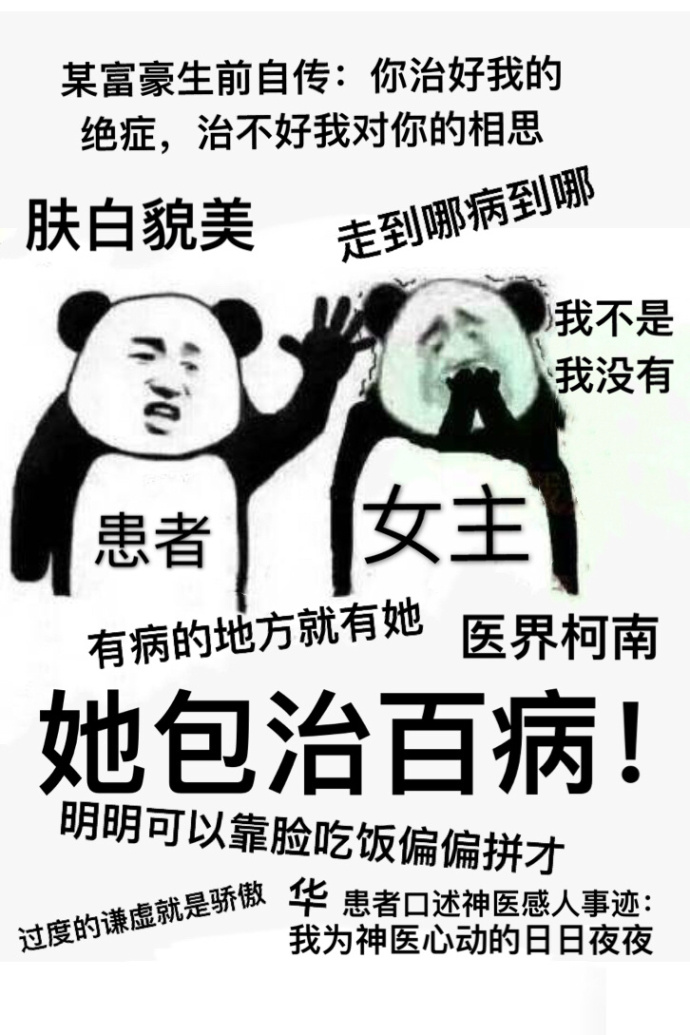 某富豪生前自传：你治好我的
绝症，治不好我对你的相思
肤白貌美
走到哪病到哪
我不是
我没有
患者
女主
有病的地方就有她
医界柯南
她包治百病！
明明可以靠脸吃饭偏偏拼才
华
过度的谦虚就是骄傲
患者口述神医感人事迹：
我为神医心动的日日夜夜